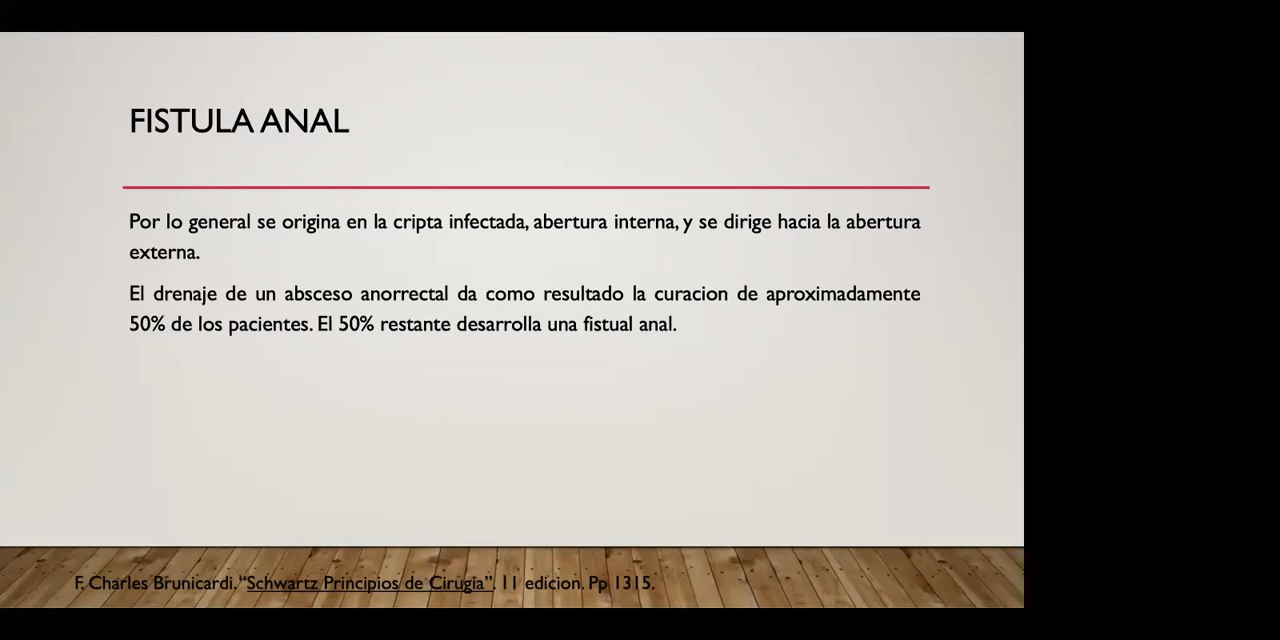 FISTULA ANAL
Por lo general se origina en la cripta infectada, abertura interna, y se dirige hacia la abertura
externa.
El drenaje de un absceso anorrectal da como resultado la curacion de aproximadamente
50% de los pacientes. El 50% restante desarrolla una fistual anal.
F. Charles Brunicardi. “Schwartz Principios de Cirugia”. 11 edicion. Pp 1315.